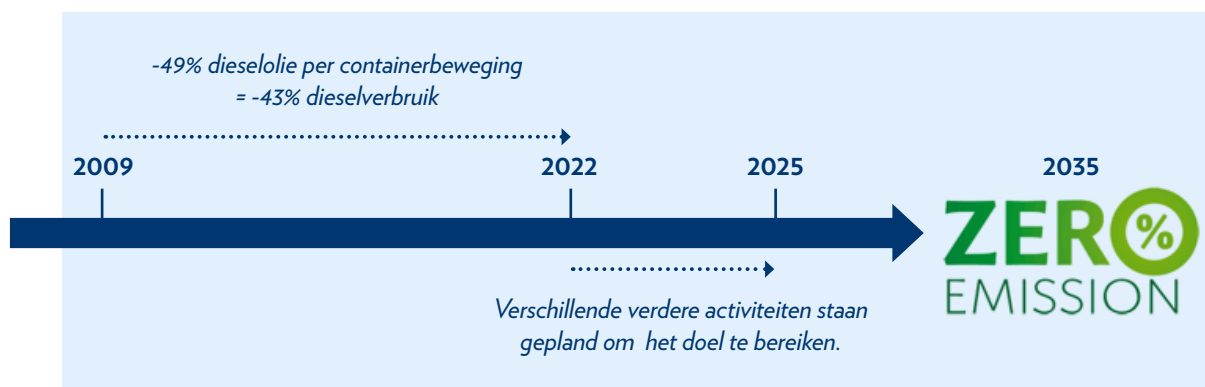 -49% dieselolie per containerbeweging
= -43% dieselverbruik
2009
2022
2025
2035
ZERO%
EMISSION
Verschillende verdere activiteiten staan
gepland om het doel te bereiken.